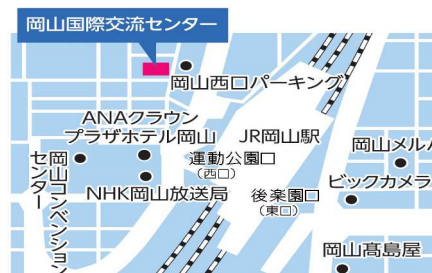 岡山国際交流センター
岡山西口パーキング
ANAクラウン
プラザホテル岡山
JR岡山駅
運動公園口
(西口)
岡山メルパ
岡山コンベンション
センター
NHK岡山放送局
後楽園口
(東口)
ビックカメラ
岡山髙島屋